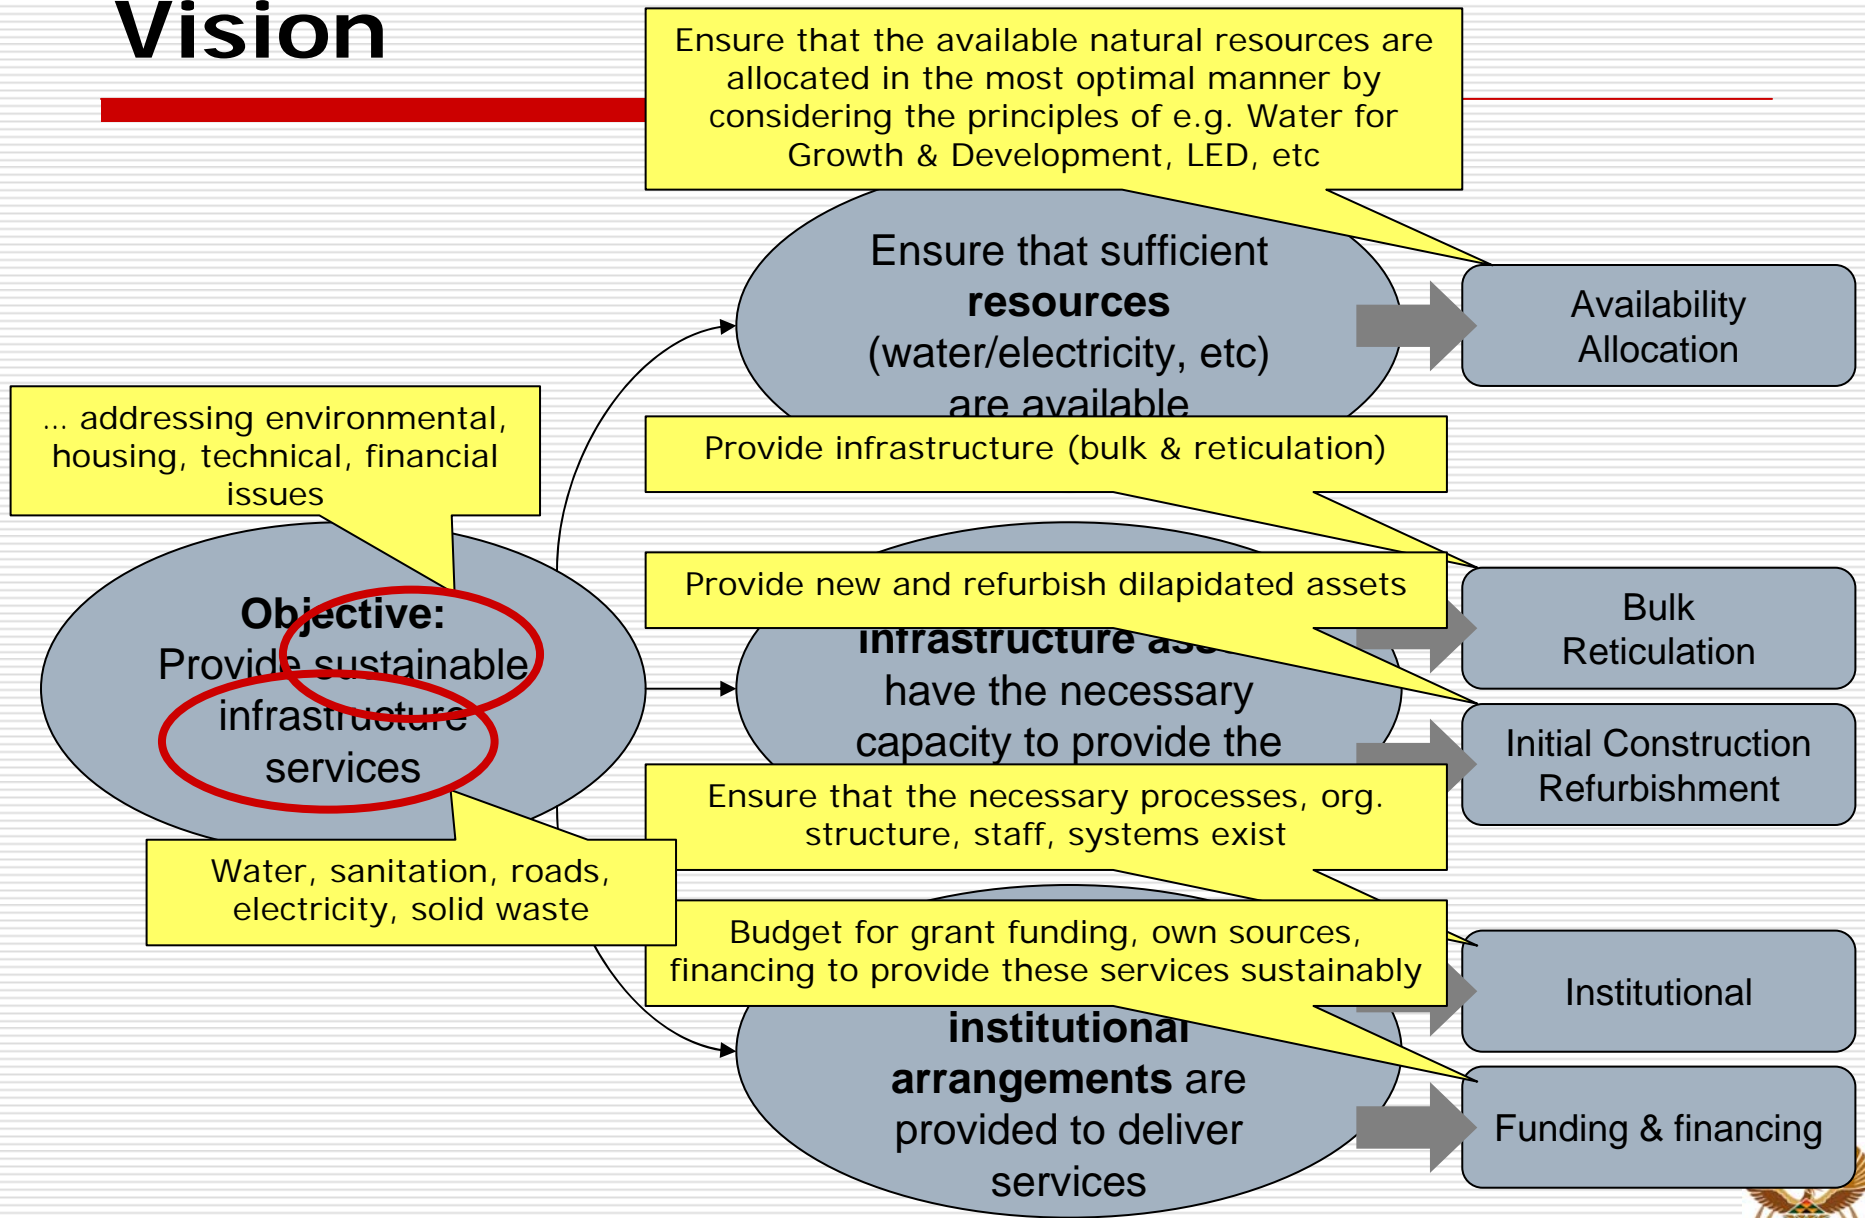 Vision
Ensure that the available natural resources are
allocated in the most optimal manner by
considering the principles of e.g. Water for
Growth & Development, LED, etc
Ensure that sufficient
resources
(water/electricity, etc)
are available
Availability
Allocation
... addressing environmental,
housing, technical, financial
issues
Provide infrastructure (bulk & reticulation)
Objective:
Provide sustainable
infrastructure
services
Provide new and refurbish dilapidated assets
infrastructure
have the necessary
capacity to provide the
Bulk
Reticulation
Initial Construction
Refurbishment
Ensure that the necessary processes, org.
structure, staff, systems exist
Water, sanitation, roads,
electricity, solid waste
Budget for grant funding, own sources,
financing to provide these services sustainably
institutional
arrangements are
provided to deliver
services
Institutional
Funding & financing